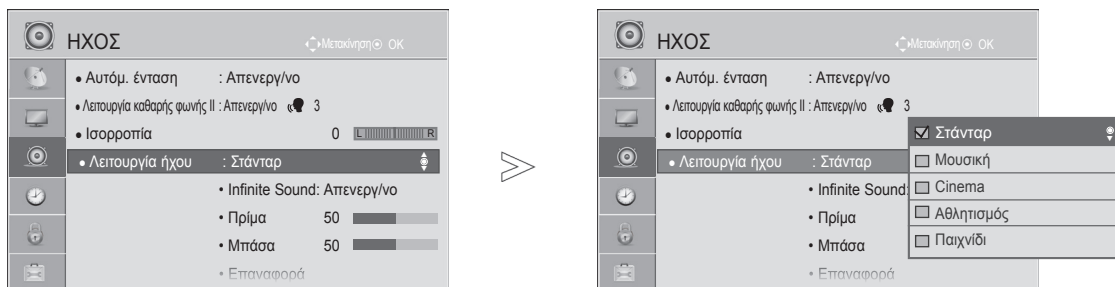 ΗΧΟΣ
Μετακίνηση OK
• Αυτόμ. ένταση : Απενεργ/νο
• Λειτουργία καθαρής φωνής II : Απενεργ/νο 3
• Ισορροπία 0 L R
• Λειτουργία ήχου : Στάνταρ
• Infinite Sound: Απενεργ/νο
• Πρίμα 50
• Μπάσα 50
• Επαναφορά
ΗΧΟΣ
Μετακίνηση OK
• Αυτόμ. ένταση : Απενεργ/νο
• Λειτουργία καθαρής φωνής II : Απενεργ/νο 3
• Ισορροπία
• Λειτουργία ήχου : Στάνταρ
• Infinite Sound:
• Πρίμα
• Μπάσα
• Επαναφορά
Στάνταρ
Μουσική
Cinema
Αθλητισμός
Παιχνίδι